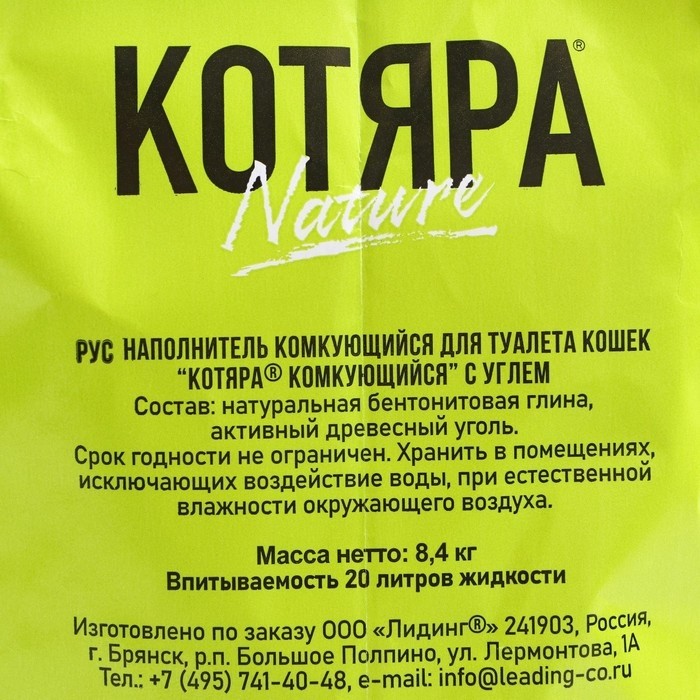 КОТЯРА®
Nature
РУС НАПОЛНИТЕЛЬ КОМКУЮЩИЙСЯ ДЛЯ ТУАЛЕТА КОШЕК
“КОТЯРА® КОМКУЮЩИЙСЯ” С УГЛЕМ
Состав: натуральная бентонитовая глина,
активный древесный уголь.
Срок годности не ограничен. Хранить в помещениях,
исключающих воздействие воды, при естественной
влажности окружающего воздуха.
Масса нетто: 8,4 кг
Впитываемость 20 литров жидкости
Изготовлено по заказу ООО «Лидинг®» 241903, Россия,
г. Брянск, р.п. Большое Полпино, ул. Лермонтова, 1А
Тел.: +7 (495) 741-40-48, e-mail: info@leading-co.ru